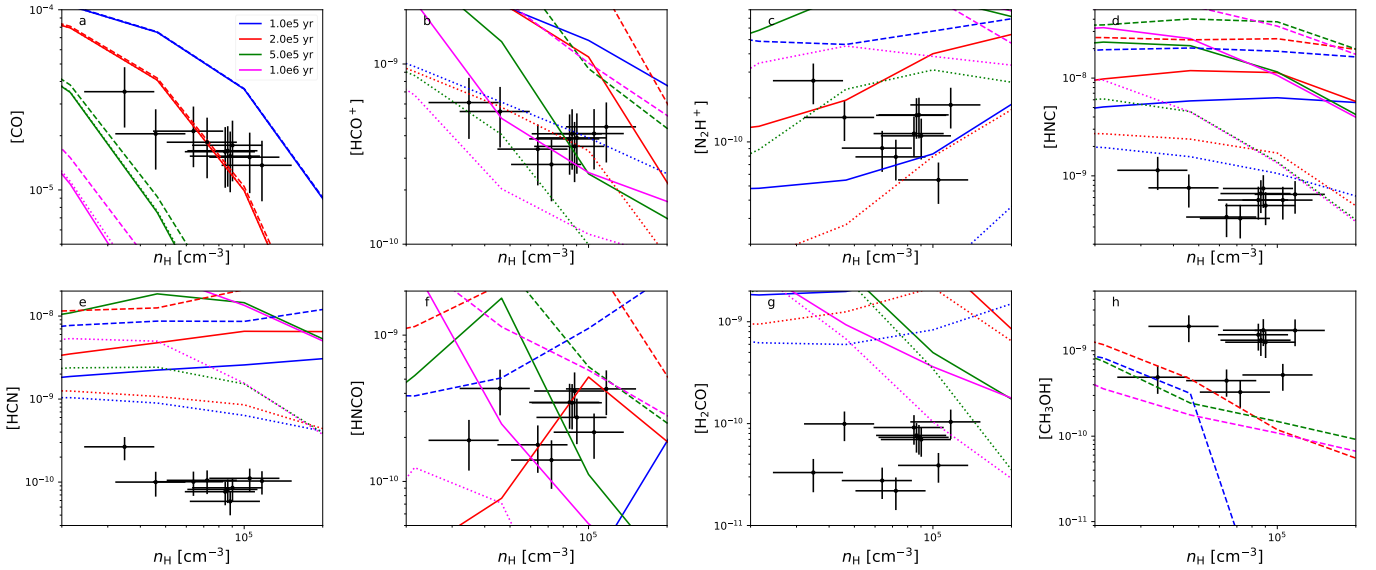 a
10⁻⁴
10⁻⁵
[CO]
n_H [cm⁻³]
1.0e5 yr
2.0e5 yr
5.0e5 yr
1.0e6 yr
b
10⁻⁹
10⁻¹⁰
[HCO⁺]
n_H [cm⁻³]
c
10⁻¹⁰
[N₂H⁺]
n_H [cm⁻³]
d
10⁻⁸
10⁻⁹
[HNC]
n_H [cm⁻³]
e
10⁻⁸
10⁻⁹
10⁻¹⁰
[HCN]
10⁵
n_H [cm⁻³]
f
10⁻⁹
10⁻¹⁰
[HNCO]
10⁵
n_H [cm⁻³]
g
10⁻⁹
10⁻¹⁰
10⁻¹¹
[H₂CO]
10⁵
n_H [cm⁻³]
h
10⁻⁹
10⁻¹⁰
10⁻¹¹
[CH₃OH]
10⁵
n_H [cm⁻³]